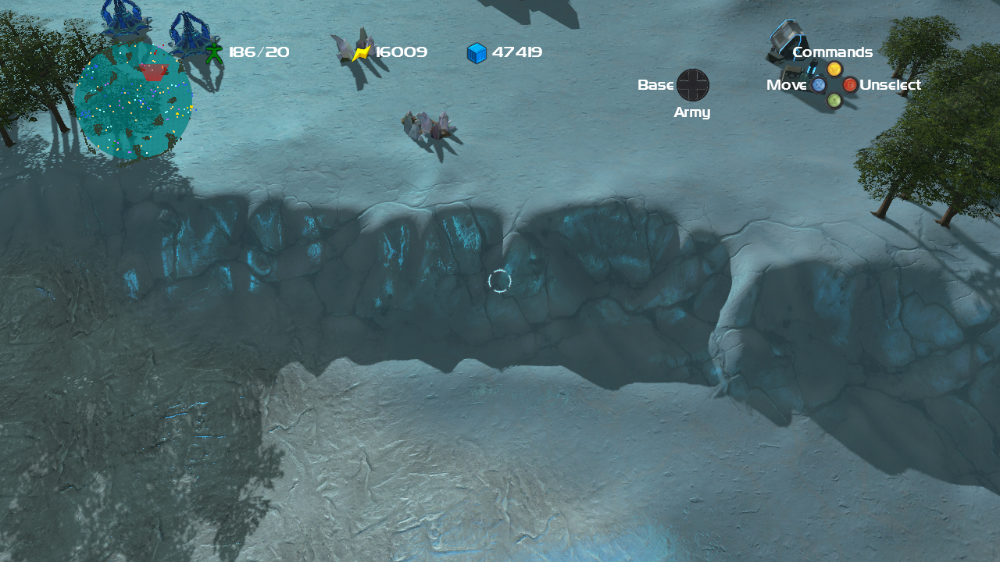 186/20 16009 47419
Commands
Base Move Unselect
Army